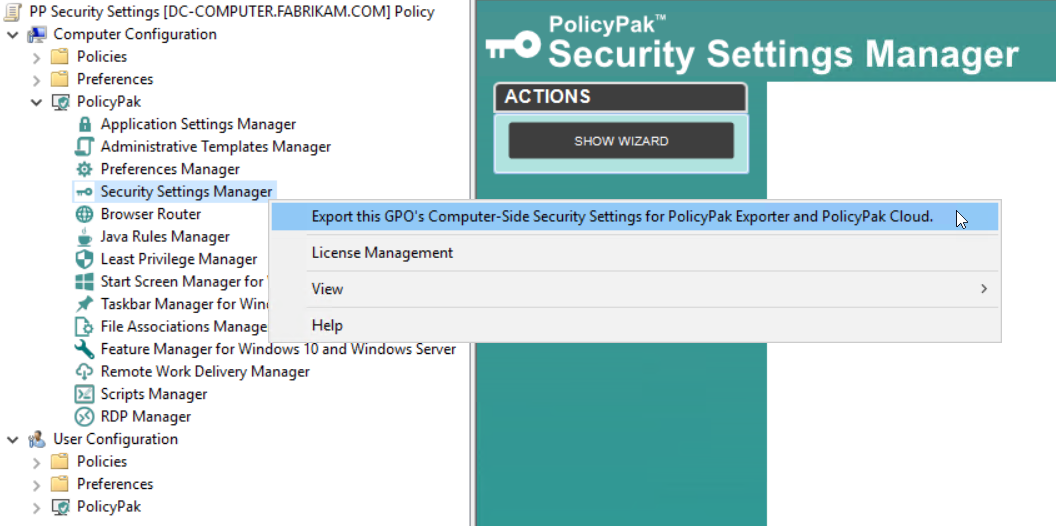 PP Security Settings [DC-COMPUTER.FABRIKAM.COM] Policy
Computer Configuration
Policies
Preferences
PolicyPak
Application Settings Manager
Administrative Templates Manager
Preferences Manager
Security Settings Manager
Browser Router
Java Rules Manager
Least Privilege Manager
Start Screen Manager for
Taskbar Manager for Win
File Associations Manage
Feature Manager for Windows 10 and Windows Server
Remote Work Delivery Manager
Scripts Manager
RDP Manager
User Configuration
Policies
Preferences
PolicyPak
PolicyPak™
Security Settings Manager
ACTIONS
SHOW WIZARD
Export this GPO's Computer-Side Security Settings for PolicyPak Exporter and PolicyPak Cloud.
License Management
View
Help